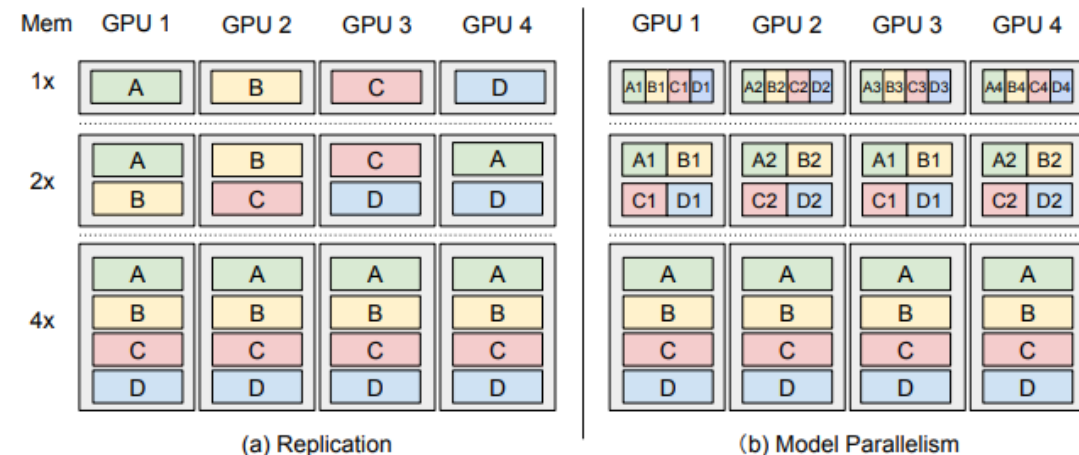 Mem GPU 1 GPU 2 GPU 3 GPU 4 GPU 1 GPU 2 GPU 3 GPU 4
1x A B C D A1 B1 C1 D1 A2 B2 C2 D2 A3 B3 C3 D3 A4 B4 C4 D4
2x
A B C A A1 B1 A2 B2 A1 B1 A2 B2
B C D D C1 D1 C2 D2 C1 D1 C2 D2
4x
A A A A A A A A
B B B B B B B B
C C C C C C C C
D D D D D D D D
(a) Replication (b) Model Parallelism